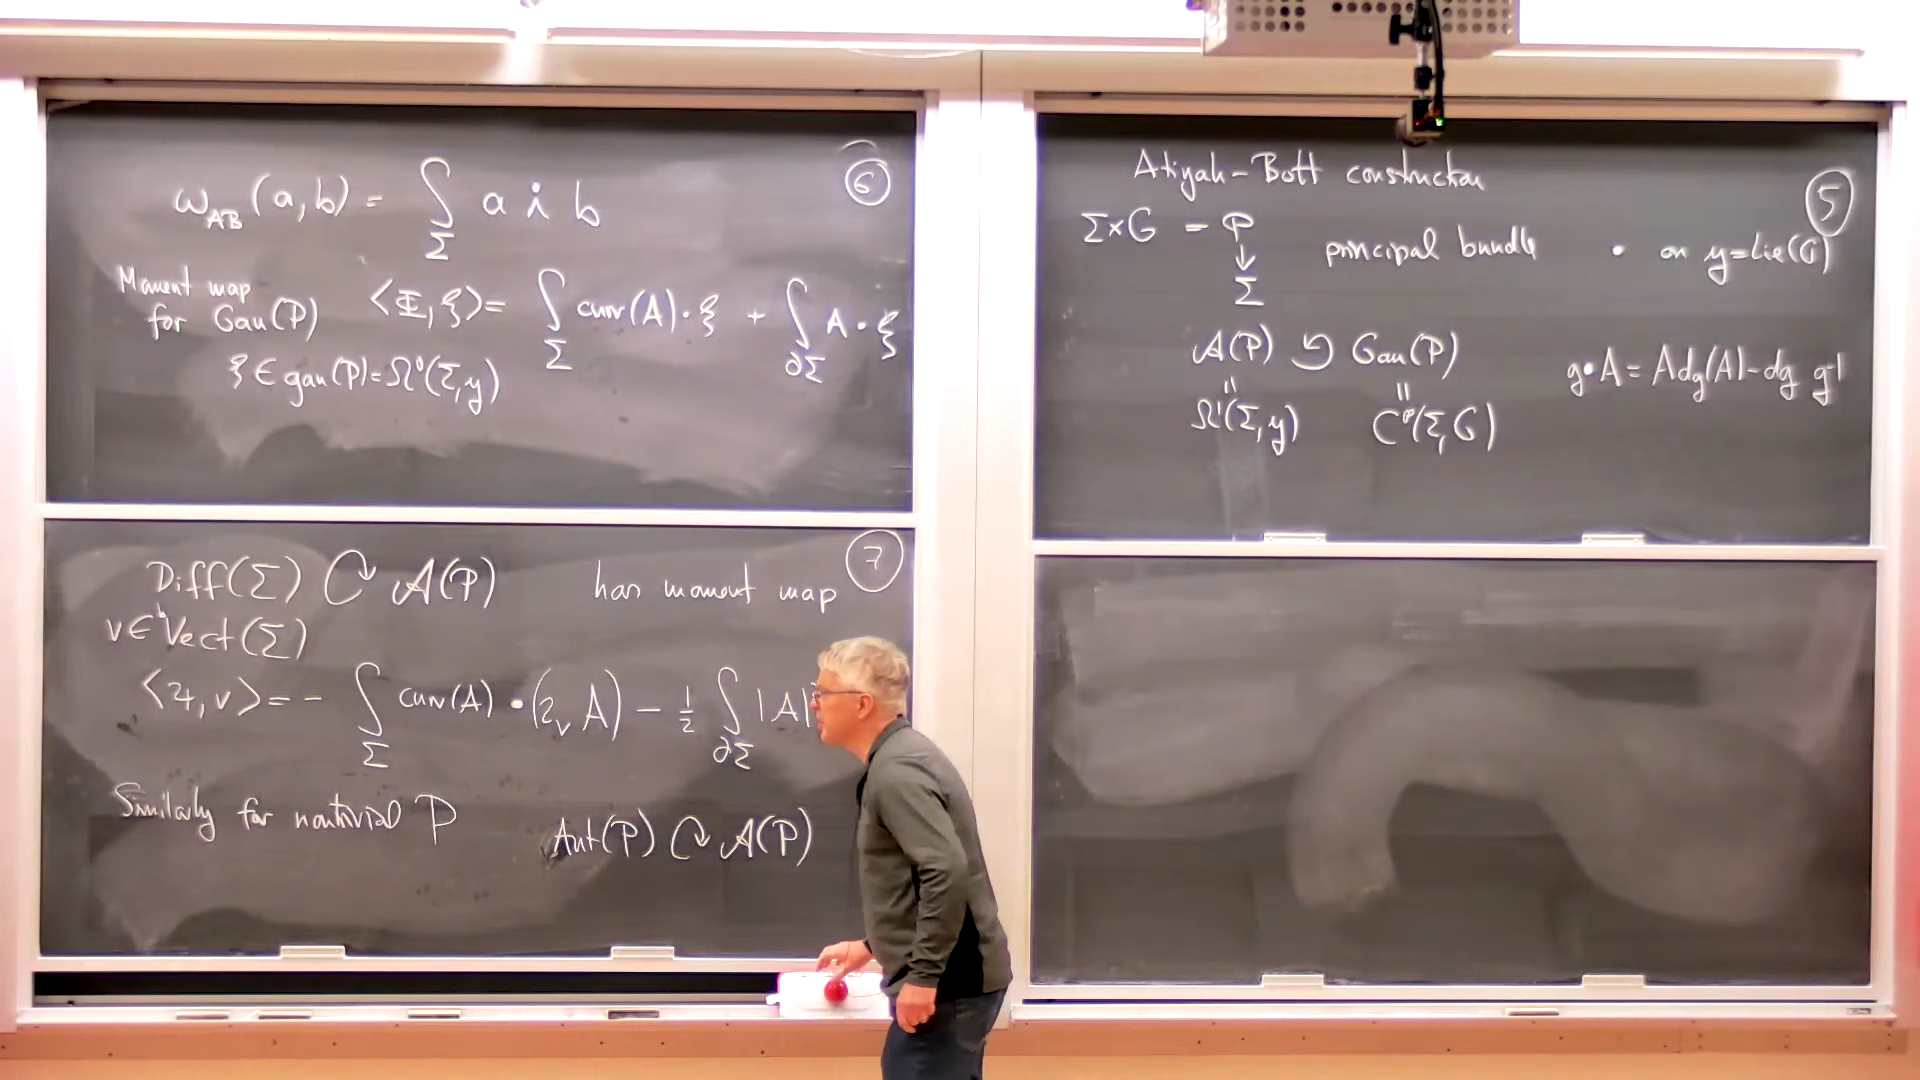 ⑥
ω_AB(a,b) = ∫_Σ a ∧̇ b
Moment map for Gau(P) ⟨Φ,ξ⟩ = ∫_Σ curv(A)·ξ + ∫_∂Σ A·ξ
ξ ∈ gau(P) = Ω⁰(Σ,g)
⑦
Diff(Σ) ↻ A(P) has moment map
v ∈ Vect(Σ)
⟨Ψ,v⟩ = - ∫_Σ curv(A)·(ι_v A) - 1/2 ∫_∂Σ |A|
Similarly for nontrivial P
Aut(P) ↻ A(P)
Atiyah-Bott construction
⑤
Σ×G = P
↓
Σ
principal bundle
• on g=Lie(G)
A(P) ↺ Gau(P)
g•A = Ad_g(A) - dg g⁻¹
" "
Ω¹(Σ,g) C^∞(Σ,G)